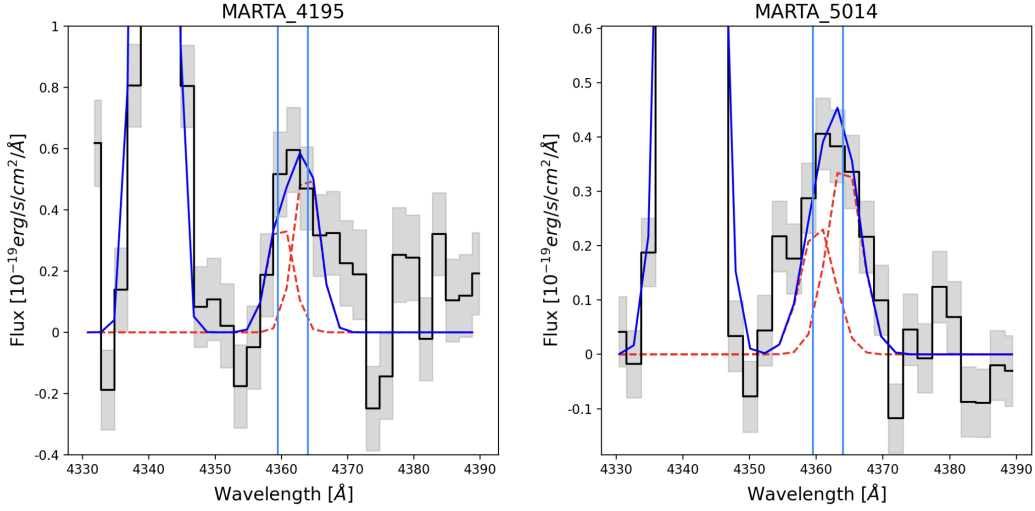 MARTA_4195
1
0.8
0.6
0.4
0.2
0
-0.2
-0.4
4330 4340 4350 4360 4370 4380 4390
Wavelength [Å]
Flux [10⁻¹⁹erg/s/cm²/Å]
MARTA_5014
0.6
0.5
0.4
0.3
0.2
0.1
0
-0.1
4330 4340 4350 4360 4370 4380 4390
Wavelength [Å]
Flux [10⁻¹⁹erg/s/cm²/Å]